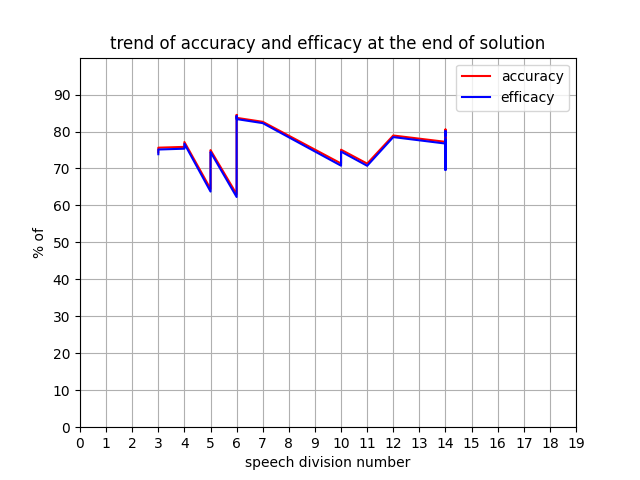 trend of accuracy and efficacy at the end of solution
accuracy
efficacy
90
80
70
60
50
40
30
20
10
0
% of
0 1 2 3 4 5 6 7 8 9 10 11 12 13 14 15 16 17 18 19
speech division number